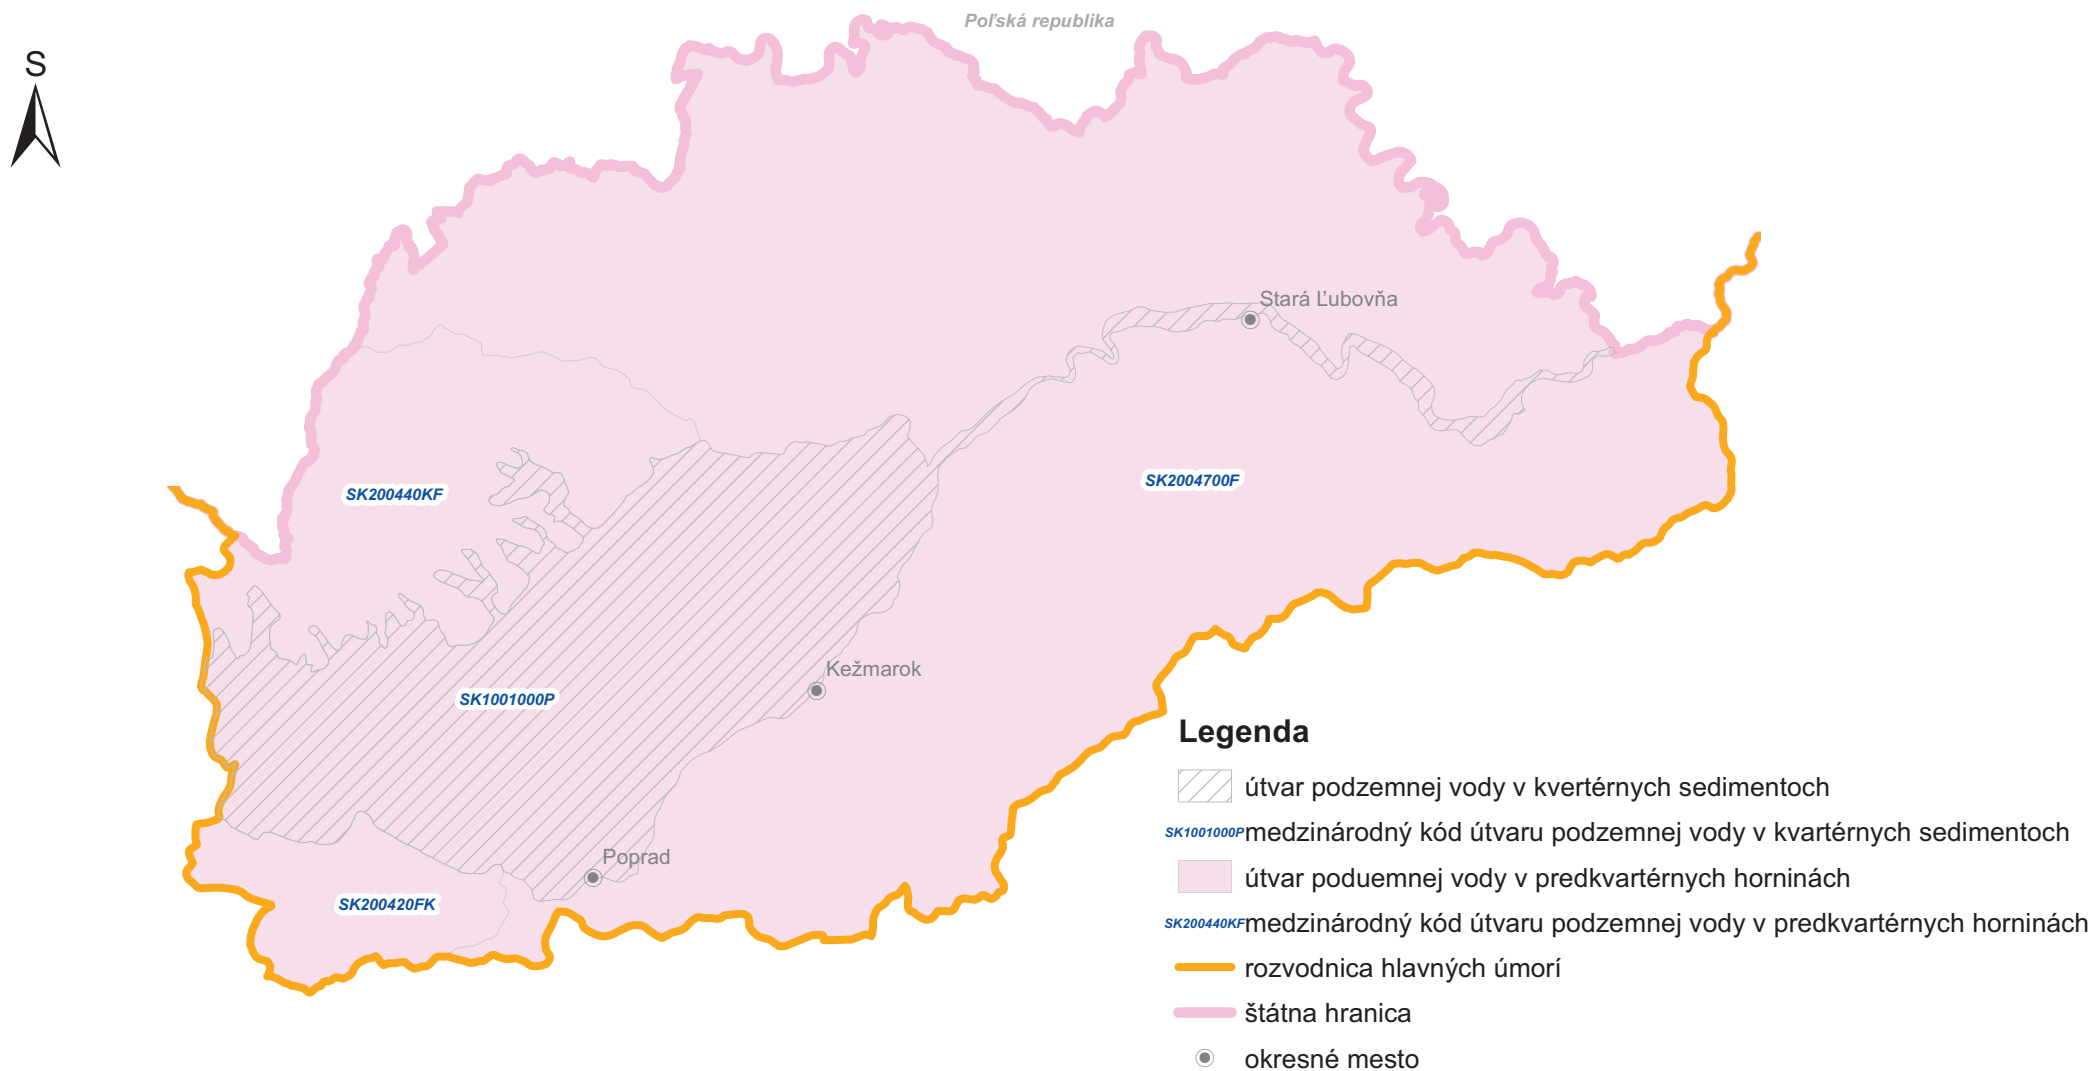 Poľská republika
S
Stará Ľubovňa
SK200440KF
SK2004700F
Kežmarok
SK1001000P
Poprad
SK200420FK
Legenda
útvar podzemnej vody v kvertérnych sedimentoch
SK1001000P medzinárodný kód útvaru podzemnej vody v kvartérnych sedimentoch
útvar poduemnej vody v predkvartérnych horninách
SK200440KF medzinárodný kód útvaru podzemnej vody v predkvartérnych horninách
rozvodnica hlavných úmorí
štátna hranica
okresné mesto